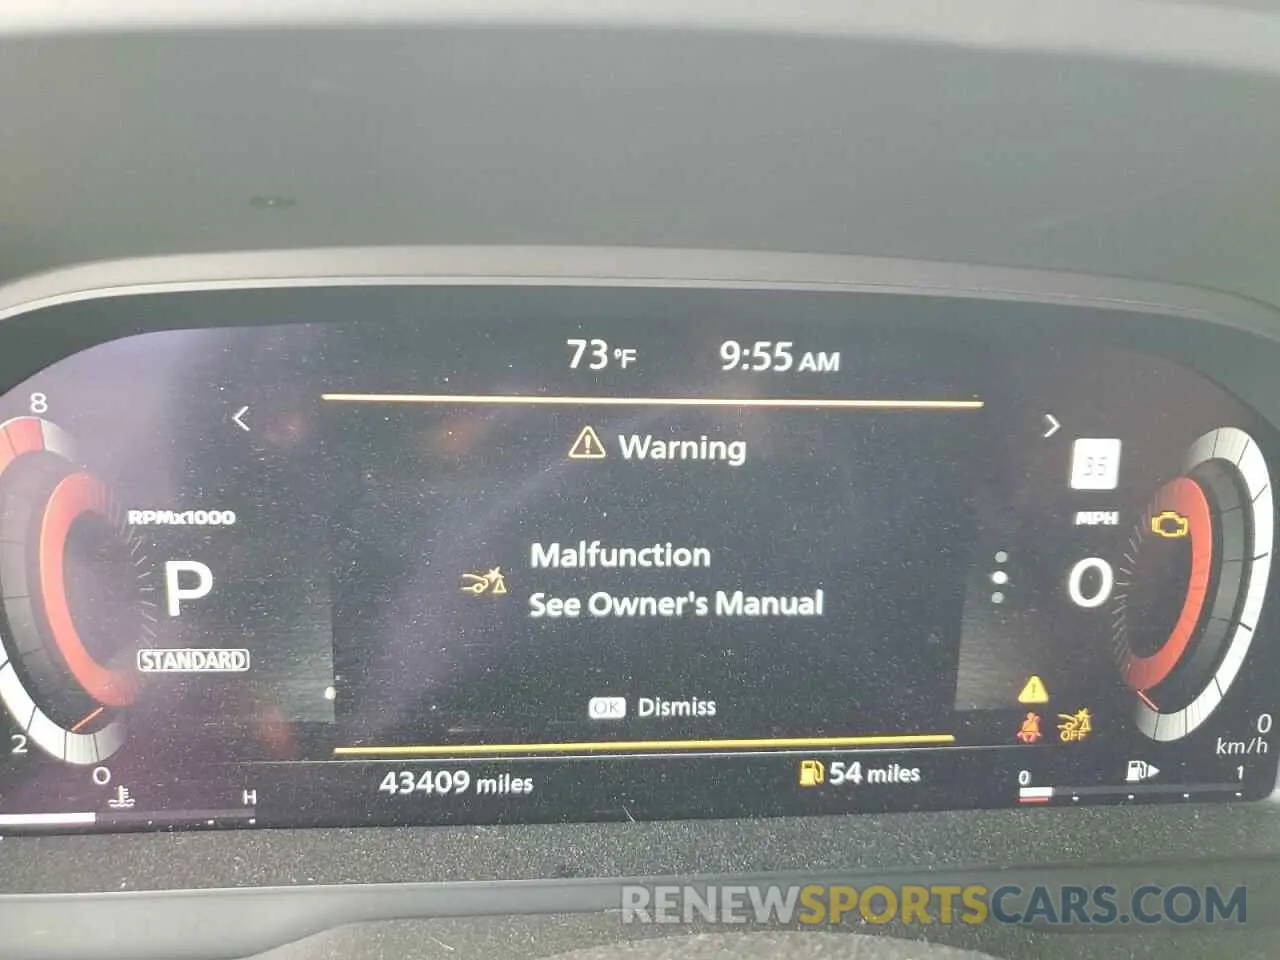 73 °F 9:55 AM
8
Warning
35
RPMx1000
MPH
Malfunction
P
0
See Owner's Manual
STANDARD
OK Dismiss
OFF
2
0
km/h
0
43409 miles
54 miles
0
1
H
RENEWSPORTSCARS.COM